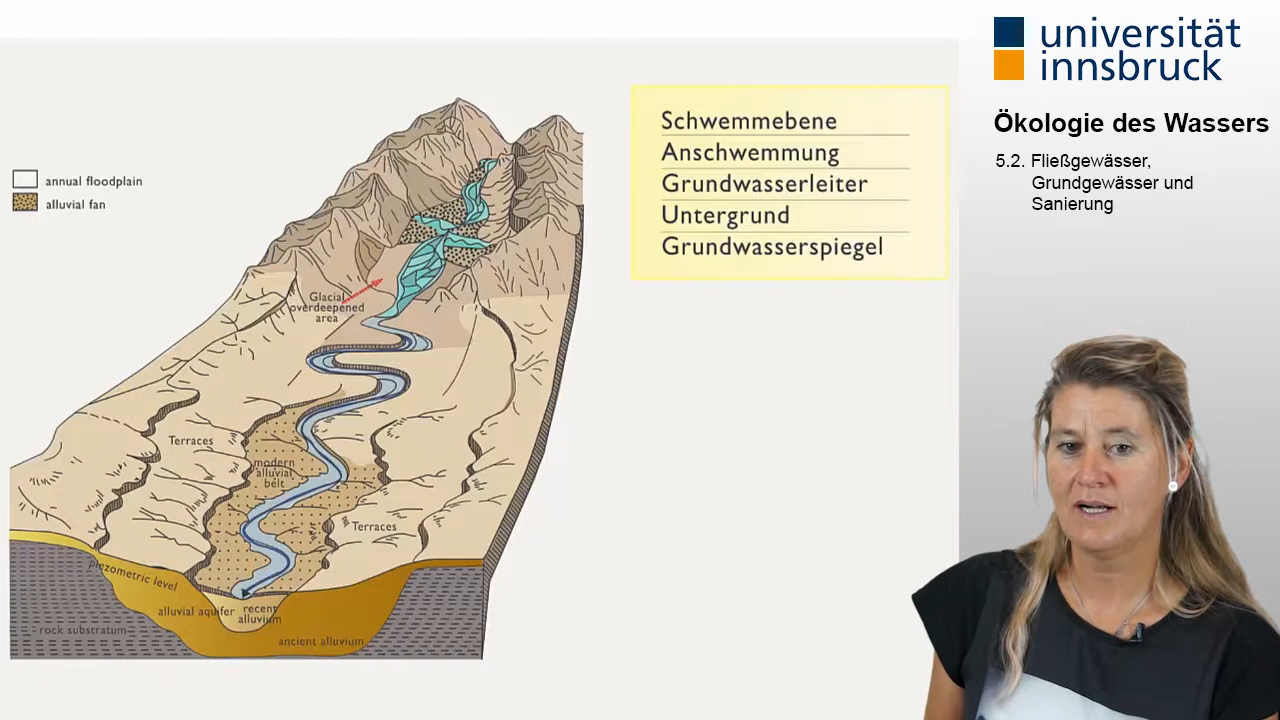 universität
innsbruck
Ökologie des Wassers
5.2. Fließgewässer,
Grundgewässer und
Sanierung
Schwemmebene
Anschwemmung
Grundwasserleiter
Untergrund
Grundwasserspiegel
annual floodplain
alluvial fan
Glacial
overdeepened
area
Terraces
modern
alluvial
belt
Terraces
piezometric level
alluvial aquifer
recent
alluvium
rock substratum
ancient alluvium